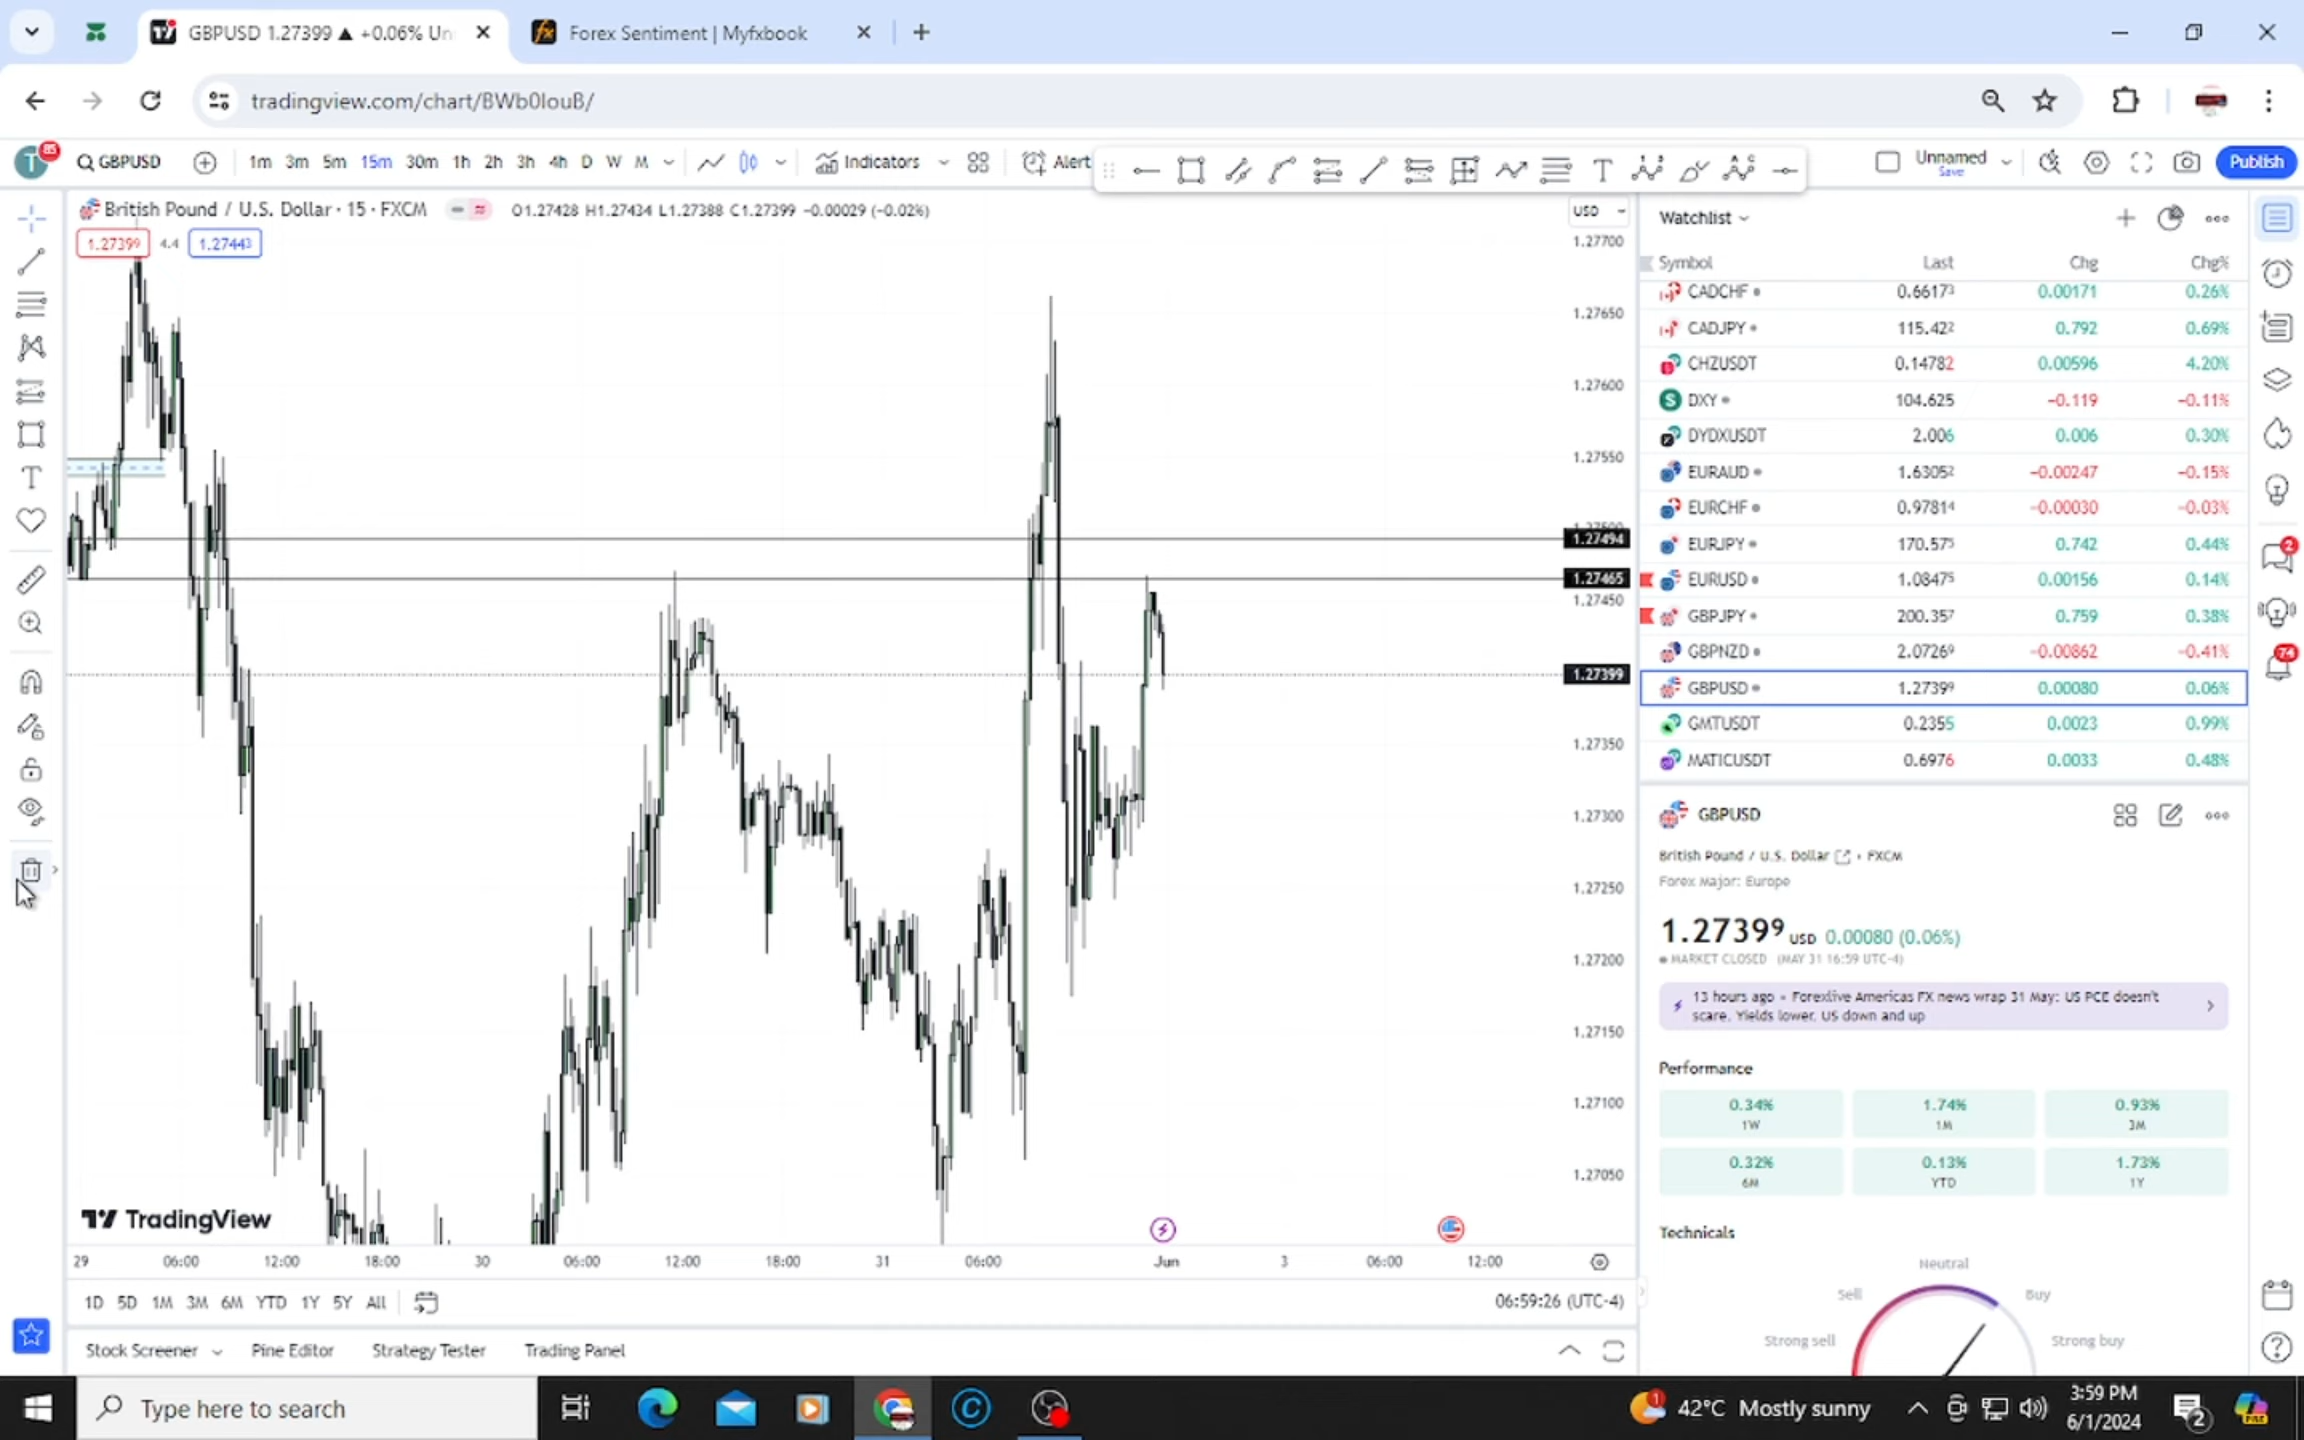 GBPUSD 1.27399 ▲ +0.06% Un
Forex Sentiment | Myfxbook
tradingview.com/chart/BWb0IouB/
T 85 GBPUSD 1m 3m 5m 15m 30m 1h 2h 3h 4h D W M Indicators Alert Unnamed Save Publish
British Pound / U.S. Dollar · 15 · FXCM O1.27428 H1.27434 L1.27388 C1.27399 −0.00029 (−0.02%)
USD
1.27399 4.4 1.27443
1.27700
1.27650
1.27600
1.27550
1.27500
1.27494
1.27465
1.27450
1.27399
1.27350
1.27300
1.27250
1.27200
1.27150
1.27100
1.27050
TradingView
29 06:00 12:00 18:00 30 06:00 12:00 18:00 31 06:00 Jun 3 06:00 12:00
1D 5D 1M 3M 6M YTD 1Y 5Y All
06:59:26 (UTC-4)
Stock Screener Pine Editor Strategy Tester Trading Panel
Watchlist
Symbol Last Chg Chg%
CADCHF 0.66173 0.00171 0.26%
CADJPY 115.422 0.792 0.69%
CHZUSDT 0.14782 0.00596 4.20%
DXY 104.625 −0.119 −0.11%
DYDXUSDT 2.006 0.006 0.30%
EURAUD 1.63052 −0.00247 −0.15%
EURCHF 0.97814 −0.00030 −0.03%
EURJPY 170.575 0.742 0.44%
EURUSD 1.08475 0.00156 0.14%
GBPJPY 200.357 0.759 0.38%
GBPNZD 2.07269 −0.00862 −0.41%
GBPUSD 1.27399 0.00080 0.06%
GMTUSDT 0.2355 0.0023 0.99%
MATICUSDT 0.6976 0.0033 0.48%
GBPUSD
British Pound / U.S. Dollar · FXCM
Forex Major: Europe
1.27399 USD 0.00080 (0.06%)
MARKET CLOSED (MAY 31 16:59 UTC-4)
13 hours ago • Forexlive Americas FX news wrap 31 May: US PCE doesn't
scare. Yields lower. US down and up
Performance
0.34% 1.74% 0.93%
1W 1M 3M
0.32% 0.13% 1.73%
6M YTD 1Y
Technicals
Neutral
Sell Buy
Strong sell Strong buy
2
74
Type here to search
1
42°C Mostly sunny
3:59 PM
6/1/2024
2
PRE